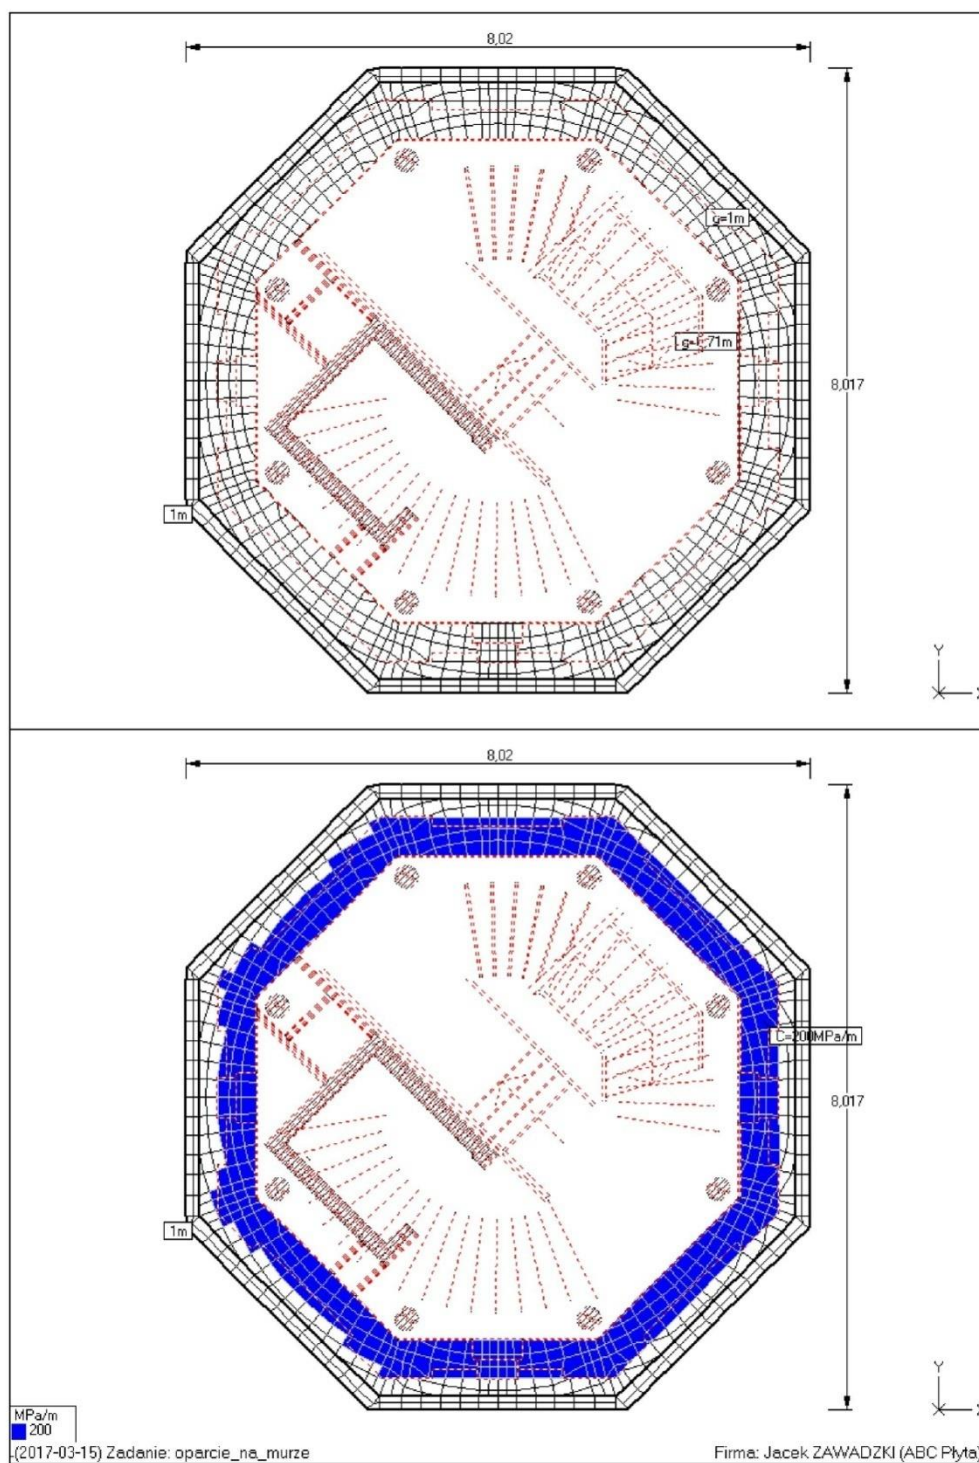 8,02
g=1m
71m
8,017
1m
Y
X
8,02
C=200MPa/m
8,017
1m
Y
X
MPa/m
200
(2017-03-15) Zadanie: oparcie_na_murze
Firma: Jacek ZAWADZKI (ABC Płyta)